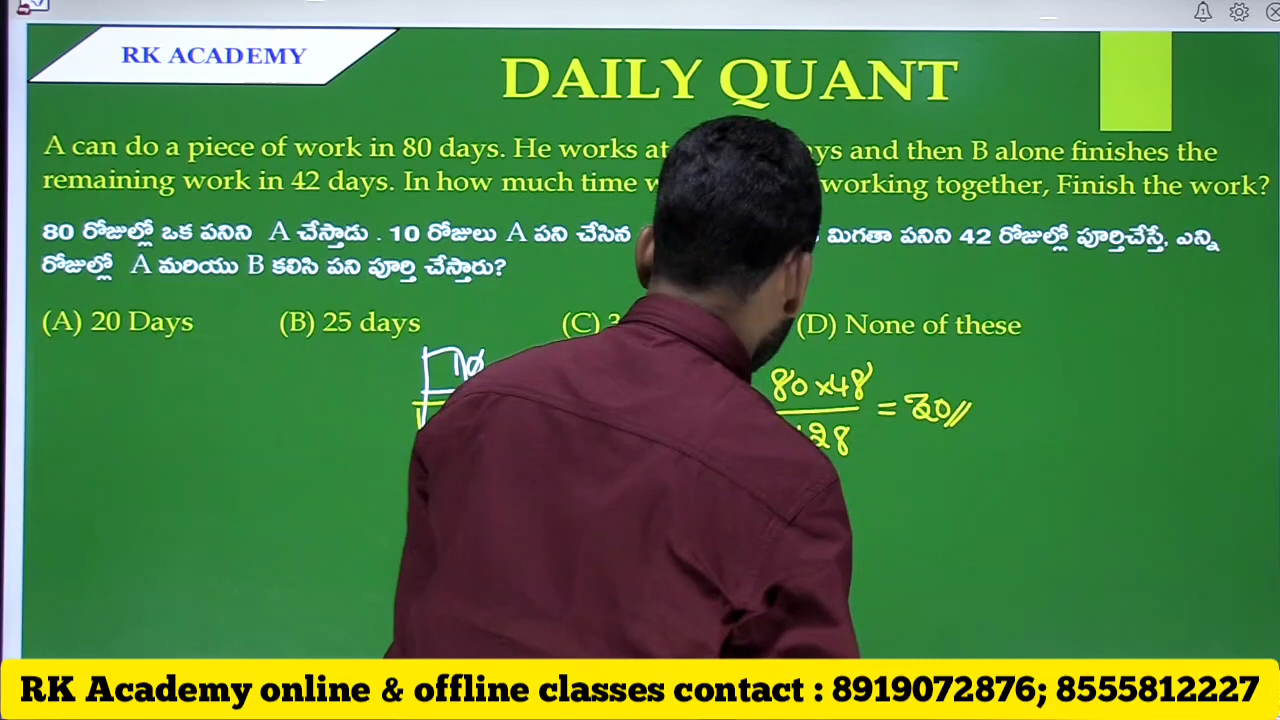 RK ACADEMY
DAILY QUANT
A can do a piece of work in 80 days. He works at ays and then B alone finishes the
remaining work in 42 days. In how much time working together, Finish the work?
80 రోజుల్లో ఒక పనిని A చేస్తాడు . 10 రోజులు A పని చేసిన మిగతా పనిని 42 రోజుల్లో పూర్తిచేస్తే, ఎన్ని
రోజుల్లో A మరియు B కలిసి పని పూర్తి చేస్తారు?
(A) 20 Days (B) 25 days (C) 3 (D) None of these
80 x 48
= 30 //
128
RK Academy online & offline classes contact : 8919072876; 8555812227